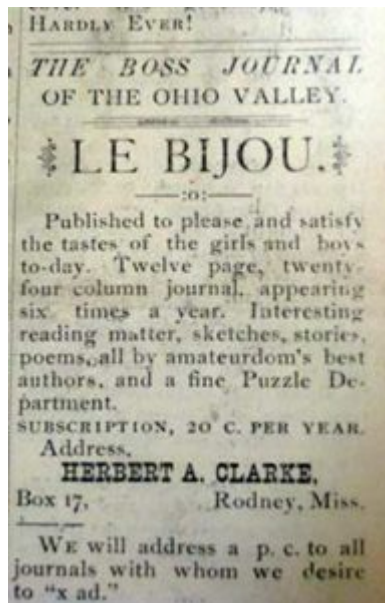 HARDLY EVER!
THE BOSS JOURNAL
OF THE OHIO VALLEY.
LE BIJOU.
:o:
Published to please and satisfy
the tastes of the girls and boys
to-day. Twelve page, twenty-
four column journal, appearing
six times a year. Interesting
reading matter, sketches, stories,
poems, all by amateurdom's best
authors, and a fine Puzzle De-
partment.
SUBSCRIPTION, 20 C. PER YEAR.
Address,
HERBERT A. CLARKE,
Box 17, Rodney, Miss.
WE will address a p. c. to all
journals with whom we desire
to "x ad."